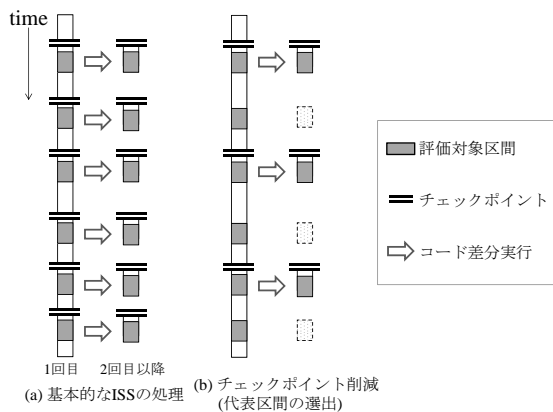 time
1回目
2回目以降
(a) 基本的なISSの処理
(b) チェックポイント削減
(代表区間の選出)
評価対象区間
チェックポイント
コード差分実行